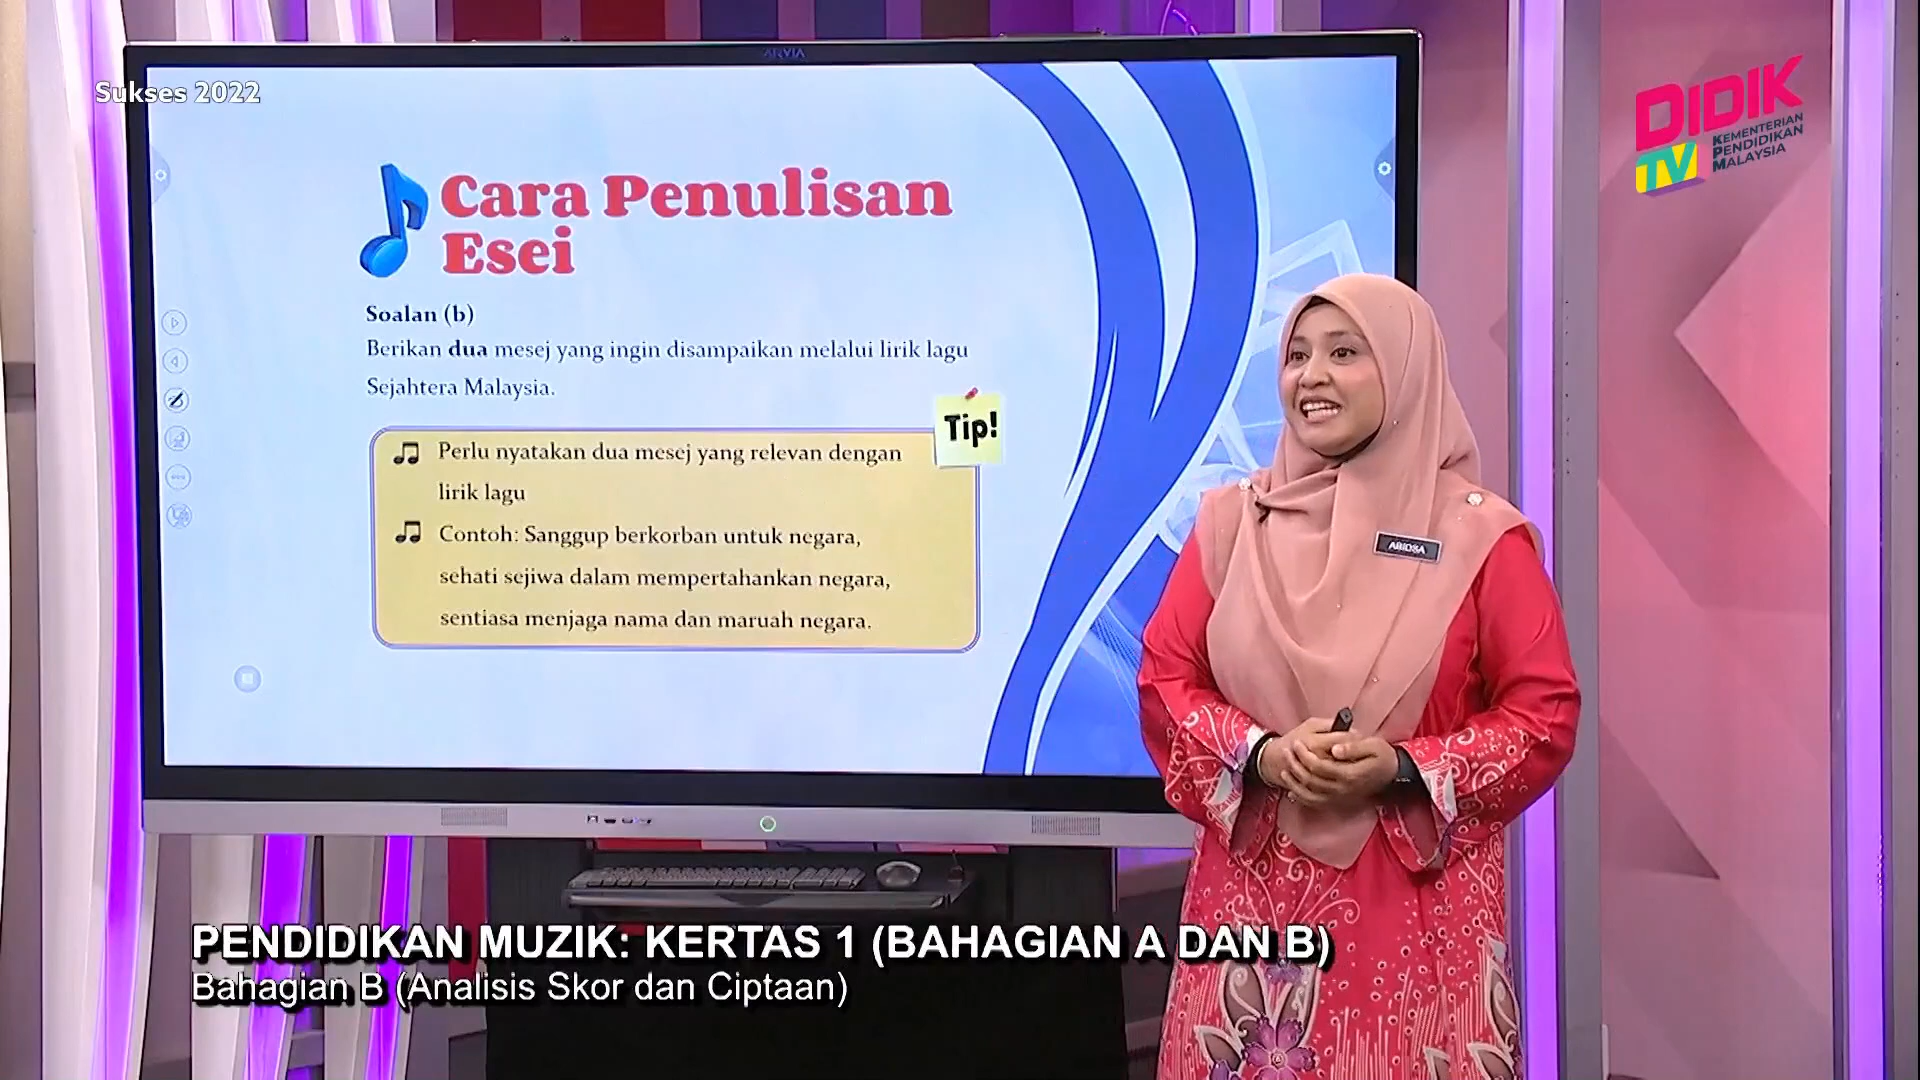 ARVIA
Sukses 2022
DIDIK
TV
KEMENTERIAN
PENDIDIKAN
MALAYSIA
Cara Penulisan
Esei
Soalan (b)
Berikan dua mesej yang ingin disampaikan melalui lirik lagu
Sejahtera Malaysia.
Tip!
Perlu nyatakan dua mesej yang relevan dengan
lirik lagu
Contoh: Sanggup berkorban untuk negara,
sehati sejiwa dalam mempertahankan negara,
sentiasa menjaga nama dan maruah negara.
PENDIDIKAN MUZIK: KERTAS 1 (BAHAGIAN A DAN B)
Bahagian B (Analisis Skor dan Ciptaan)